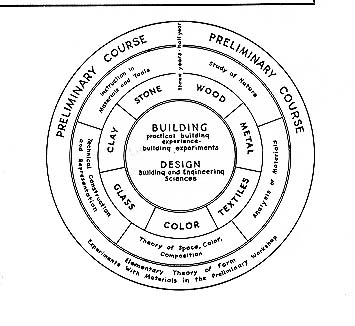 PRELIMINARY COURSE
PRELIMINARY COURSE
three years
half year
Elementary Theory of Form
Experiments with Materials in the Preliminary Workshop
Instruction in
Materials and Tools
Study of Nature
Analysis of Materials
Theory of Space, Color,
Composition
Technical Construction
and Representation
STONE
WOOD
METAL
TEXTILES
COLOR
GLASS
CLAY
BUILDING
practical building
experience-
building experiments
DESIGN
Building and Engineering
Sciences